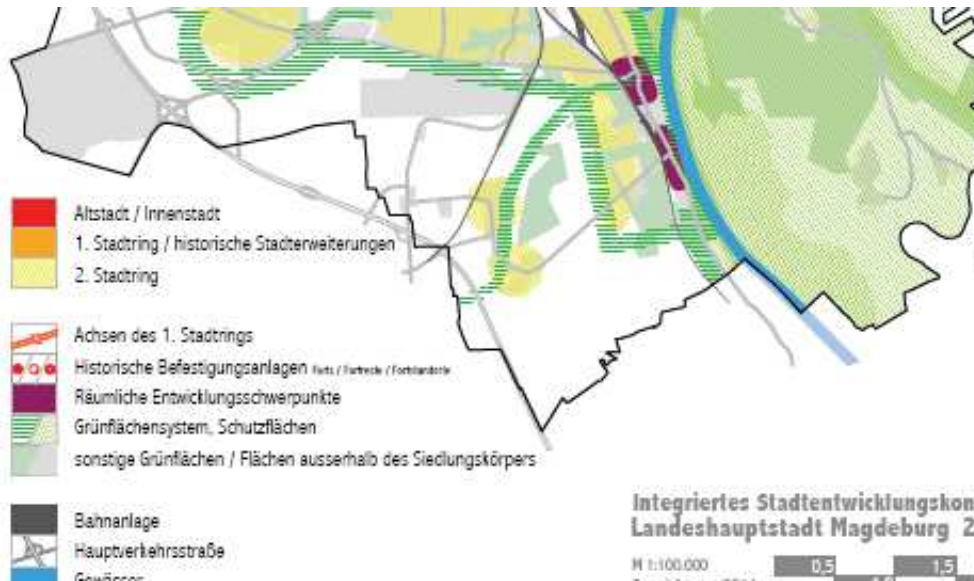 Altstadt / Innenstadt
1. Stadtring / historische Stadterweiterungen
2. Stadtring
Achsen des 1. Stadtrings
Historische Befestigungsanlagen Forts /
Räumliche Entwicklungsschwerpunkte
Grünflächensystem, Schutzflächen
sonstige Grünflächen / Flächen ausserhalb des Siedlungskörpers
Bahnanlage
Hauptverkehrsstraße
Gewässer
Integriertes Stadtentwicklungskon
Landeshauptstadt Magdeburg 2
M 1:100.000 0,5 1,5